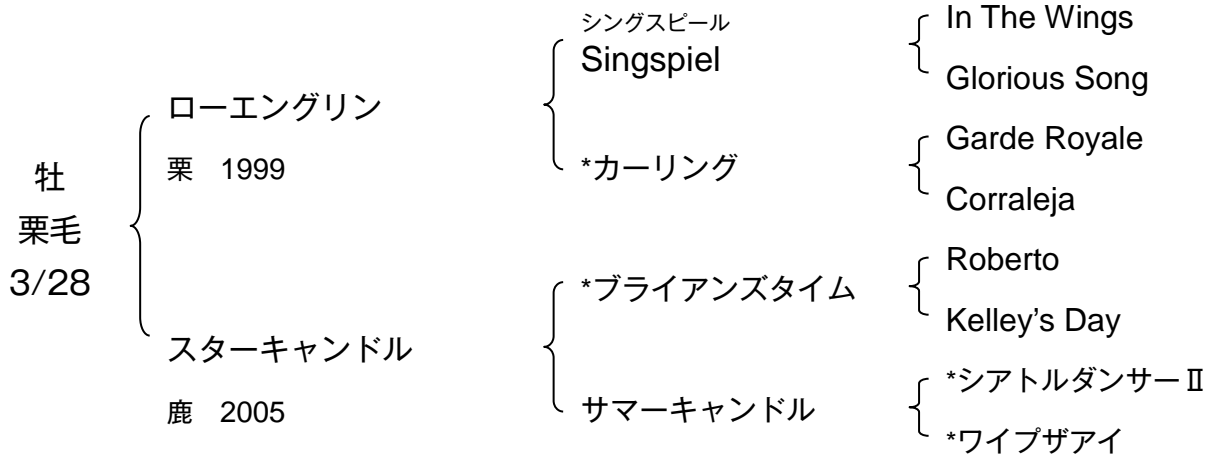 牡
栗毛
3/28
ローエングリン
栗 1999
スターキャンドル
鹿 2005
シングスピール
Singspiel
*カーリング
*ブライアンズタイム
サマーキャンドル
In The Wings
Glorious Song
Garde Royale
Corraleja
Roberto
Kelley's Day
*シアトルダンサーⅡ
*ワイプザアイ